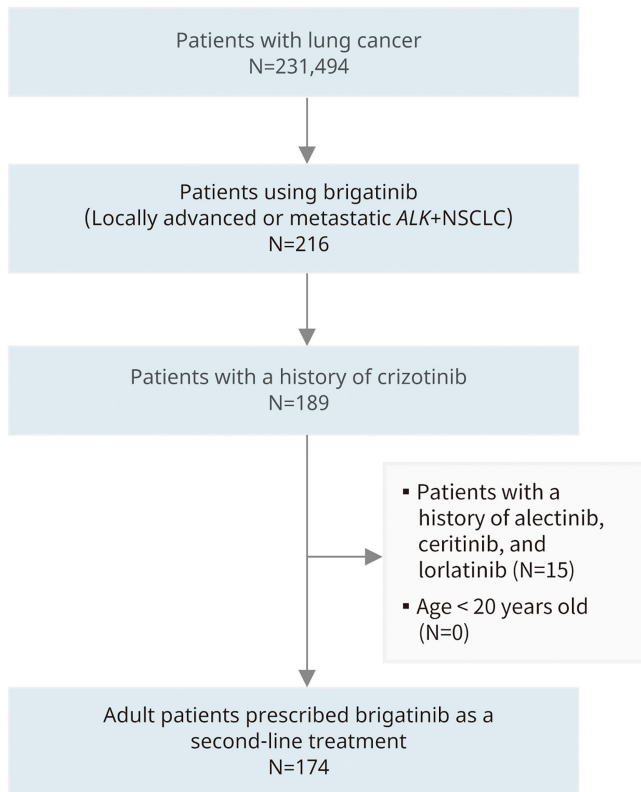 Patients with lung cancer
N=231,494
Patients using brigatinib
(Locally advanced or metastatic ALK+NSCLC)
N=216
Patients with a history of crizotinib
N=189
▪ Patients with a
history of alectinib,
ceritinib, and
lorlatinib (N=15)
▪ Age < 20 years old
(N=0)
Adult patients prescribed brigatinib as a
second-line treatment
N=174